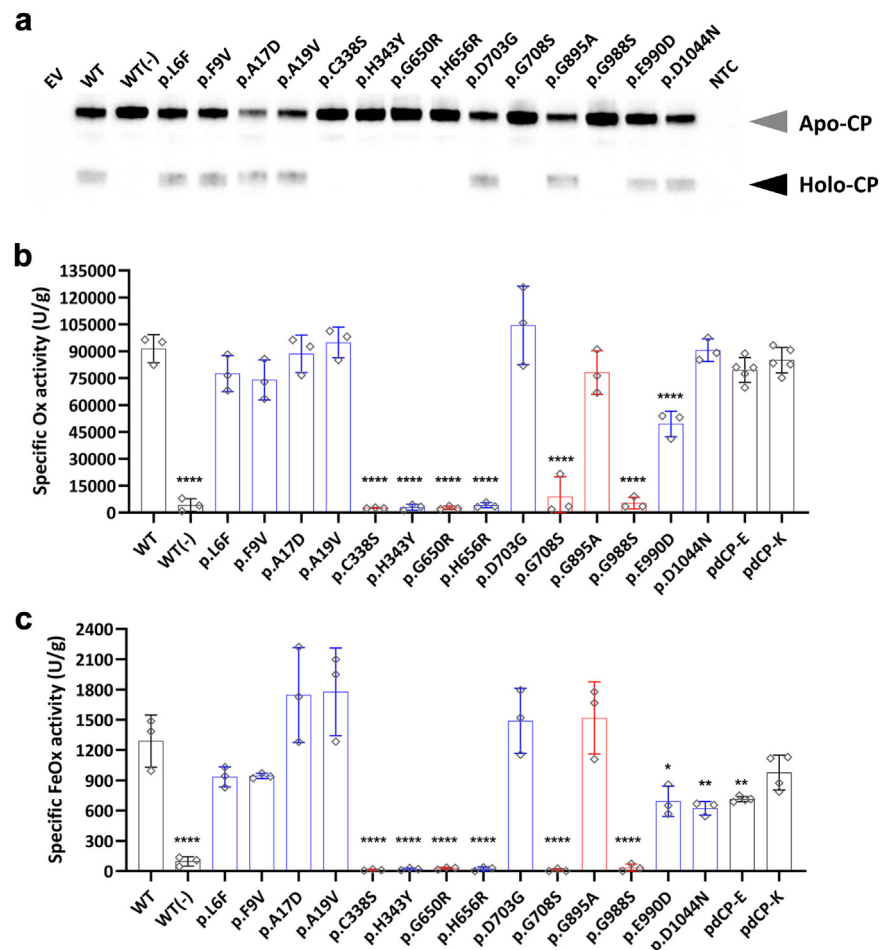 a
EV WT WT(-) p.L6F p.F9V p.A17D p.A19V p.C338S p.H343Y p.G650R p.H656R p.D703G p.G708S p.G895A p.G988S p.E990D p.D1044N NTC
Apo-CP
Holo-CP
b
Specific Ox activity (U/g)
135000
120000
105000
90000
75000
60000
45000
30000
15000
0
**** **** **** **** **** **** **** ****
WT WT(-) p.L6F p.F9V p.A17D p.A19V p.C338S p.H343Y p.G650R p.H656R p.D703G p.G708S p.G895A p.G988S p.E990D p.D1044N pdCP-E pdCP-K
c
Specific FeOx activity (U/g)
2400
2100
1800
1500
1200
900
600
300
0
**** **** **** **** **** **** **** * ** **
WT WT(-) p.L6F p.F9V p.A17D p.A19V p.C338S p.H343Y p.G650R p.H656R p.D703G p.G708S p.G895A p.G988S p.E990D p.D1044N pdCP-E pdCP-K